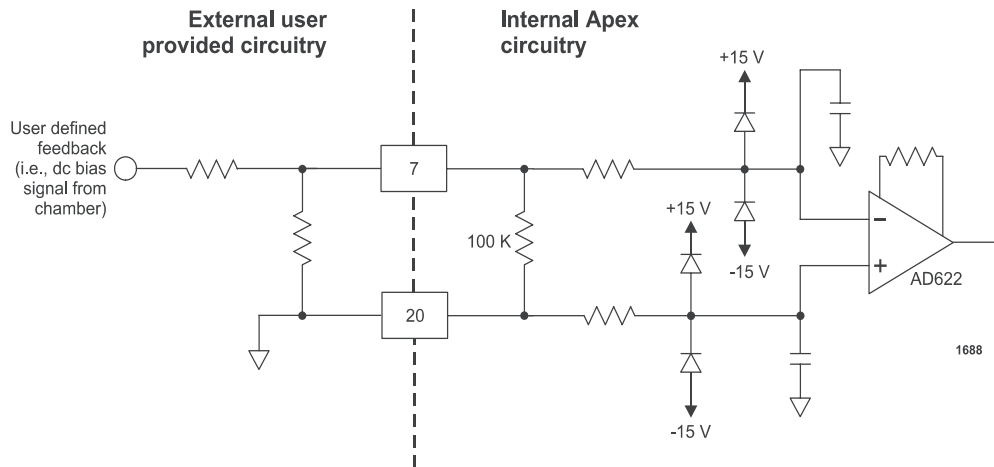 External user
provided circuitry
Internal Apex
circuitry
+15 V
User defined
feedback
(i.e., dc bias
signal from
chamber)
7
+15 V
100 K
-15 V
−
+
AD622
20
1688
-15 V